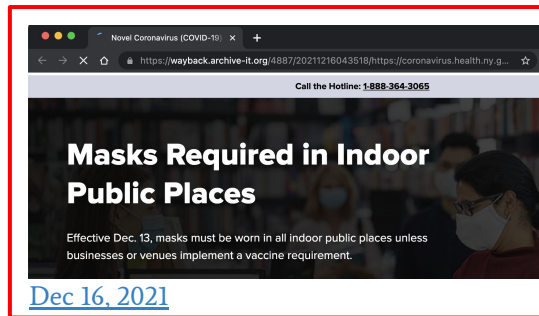 Novel Coronavirus (COVID-19)
https://wayback.archive-it.org/4887/20211216043518/https://coronavirus.health.ny.g...
Call the Hotline: 1-888-364-3065
Masks Required in Indoor
Public Places
Effective Dec. 13, masks must be worn in all indoor public places unless
businesses or venues implement a vaccine requirement.
Dec 16, 2021